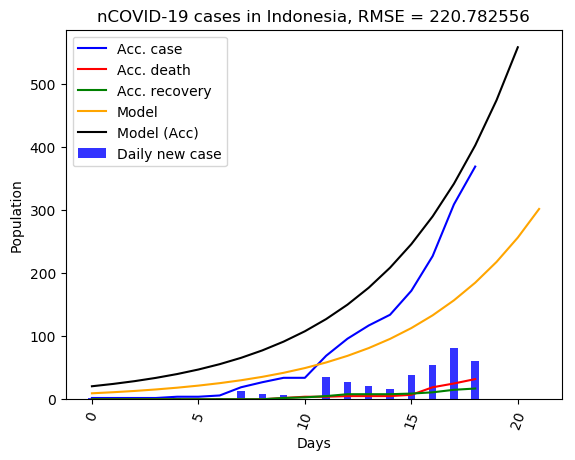 nCOVID-19 cases in Indonesia, RMSE = 220.782556
Acc. case
Acc. death
Acc. recovery
Model
Model (Acc)
Daily new case
Population
500
400
300
200
100
0
0
5
10
15
20
Days